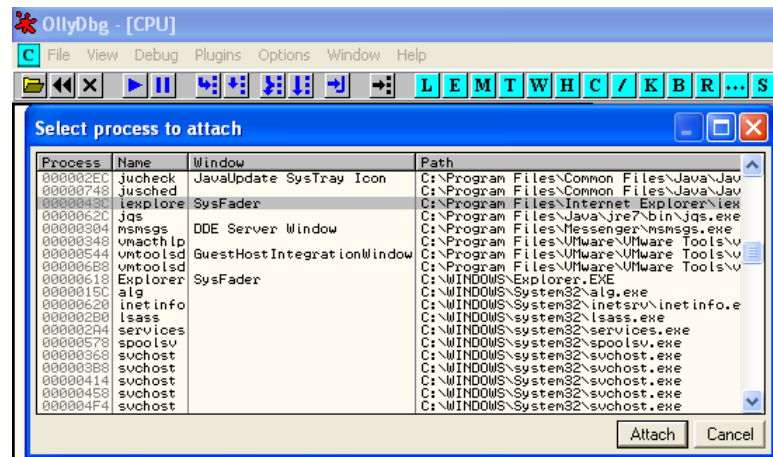 OllyDbg - [CPU]
C File View Debug Plugins Options Window Help
L E M T W H C / K B R ... S
Select process to attach
Process Name Window Path
000002EC jucheck JavaUpdate SysTray Icon C:\Program Files\Common Files\Java\Jav
00000748 jusched C:\Program Files\Common Files\Java\Jav
0000043C iexplore SysFader C:\Program Files\Internet Explorer\iex
0000062C jqs C:\Program Files\Java\jre7\bin\jqs.exe
00000304 msmsgs DDE Server Window C:\Program Files\Messenger\msmsgs.exe
00000348 vmacthlp C:\Program Files\VMware\VMware Tools\v
00000544 vmtoolsd GuestHostIntegrationWindow C:\Program Files\VMware\VMware Tools\v
000006B8 vmtoolsd C:\Program Files\VMware\VMware Tools\v
00000618 Explorer SysFader C:\WINDOWS\Explorer.EXE
0000015C alg C:\WINDOWS\System32\alg.exe
00000620 inetinfo C:\WINDOWS\System32\inetsrv\inetinfo.e
000002B0 lsass C:\WINDOWS\system32\lsass.exe
000002A4 services C:\WINDOWS\system32\services.exe
00000578 spoolsv C:\WINDOWS\system32\spoolsv.exe
00000368 svchost C:\WINDOWS\system32\svchost.exe
000003B8 svchost C:\WINDOWS\system32\svchost.exe
00000414 svchost C:\WINDOWS\System32\svchost.exe
00000458 svchost C:\WINDOWS\system32\svchost.exe
000004F4 svchost C:\WINDOWS\system32\svchost.exe
Attach Cancel